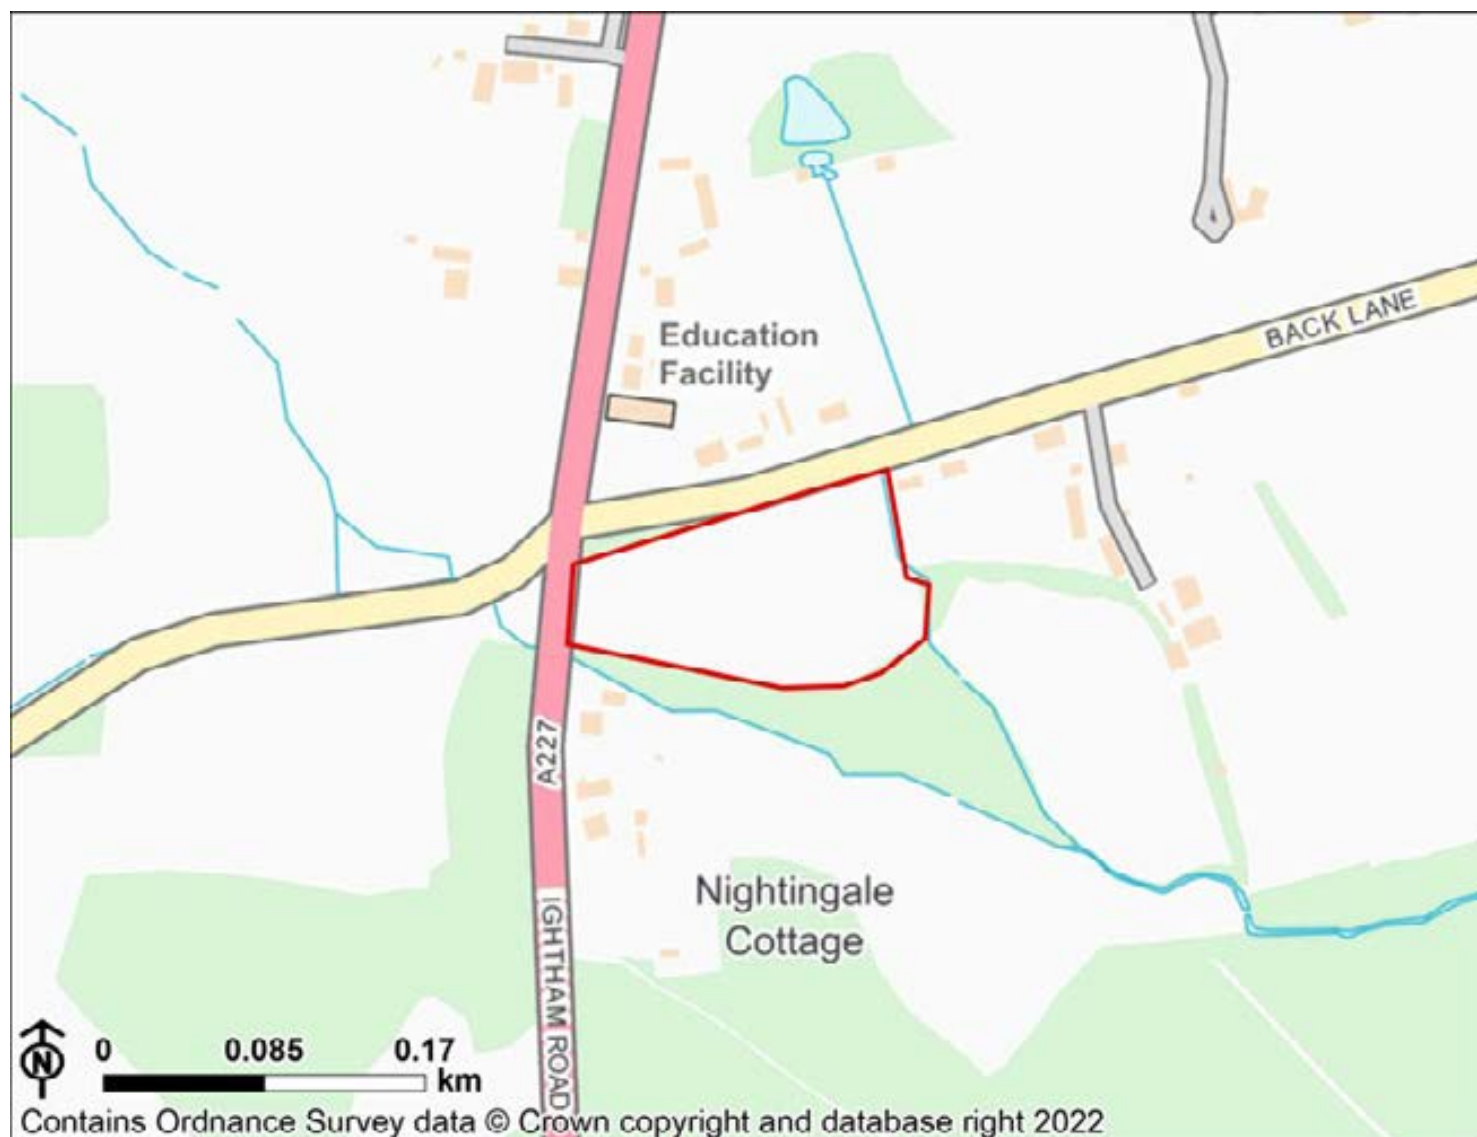 Education
Facility
BACK LANE
A227
Nightingale
Cottage
IGHTHAM ROAD
N
0 0.085 0.17
km
Contains Ordnance Survey data © Crown copyright and database right 2022